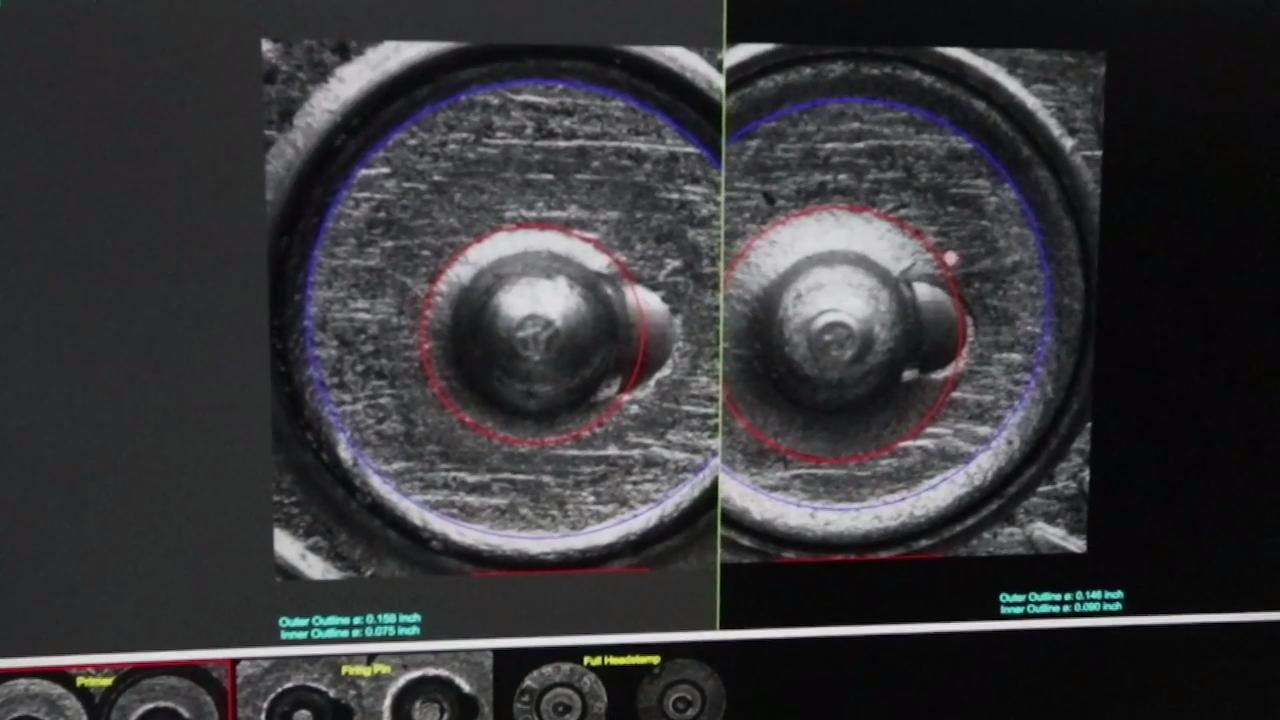 Outer Outline ø: 0.158 inch
Inner Outline ø: 0.075 inch
Outer Outline ø: 0.146 inch
Inner Outline ø: 0.090 inch
Primer
Firing Pin
Full Headstamp